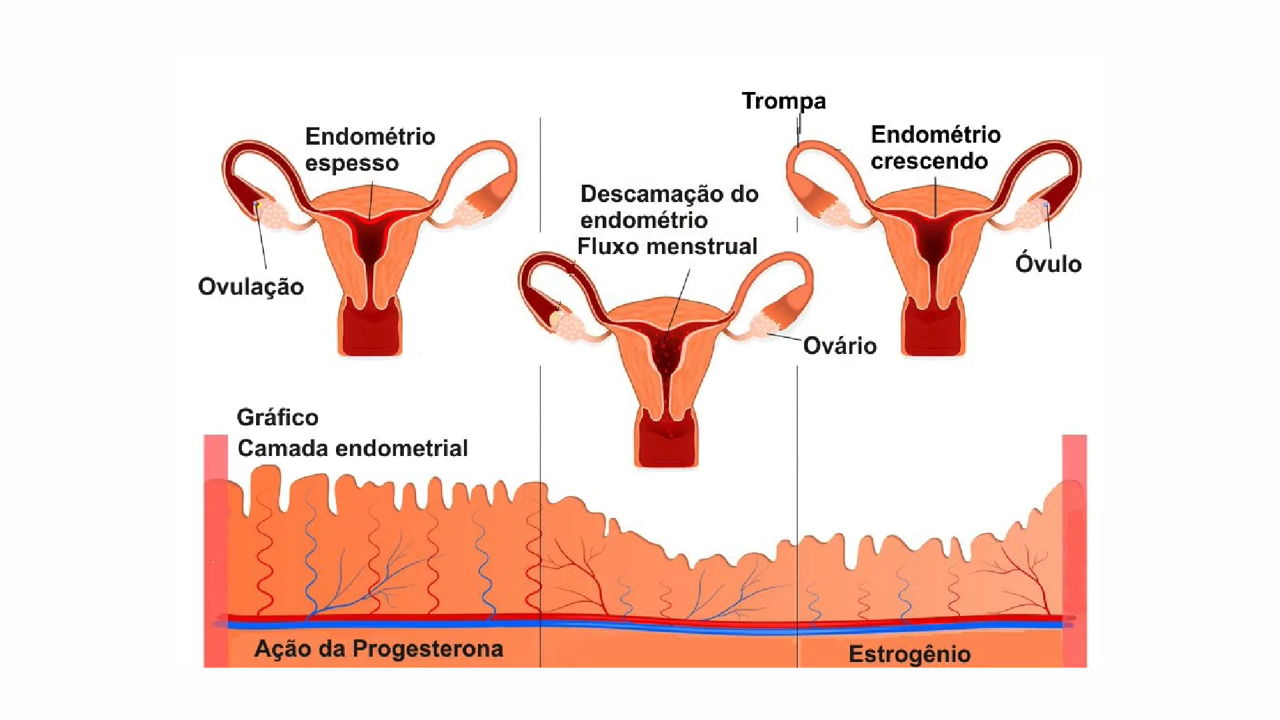 Trompa
Endométrio
espesso
Endométrio
crescendo
Descamação do
endométrio
Fluxo menstrual
Ovulação
Óvulo
Ovário
Gráfico
Camada endometrial
Ação da Progesterona
Estrogênio